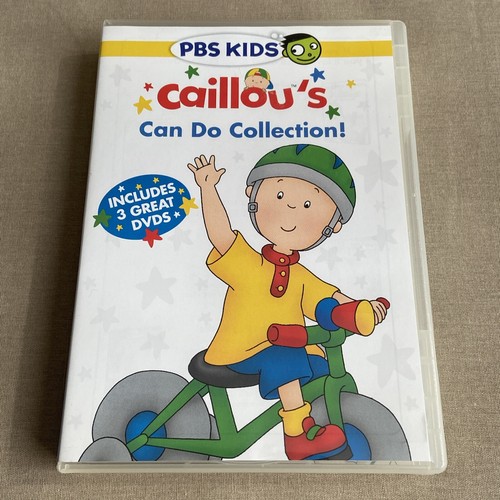 PBS KIDS
caillou's
Can Do Collection!
INCLUDES
3 GREAT
DVDS